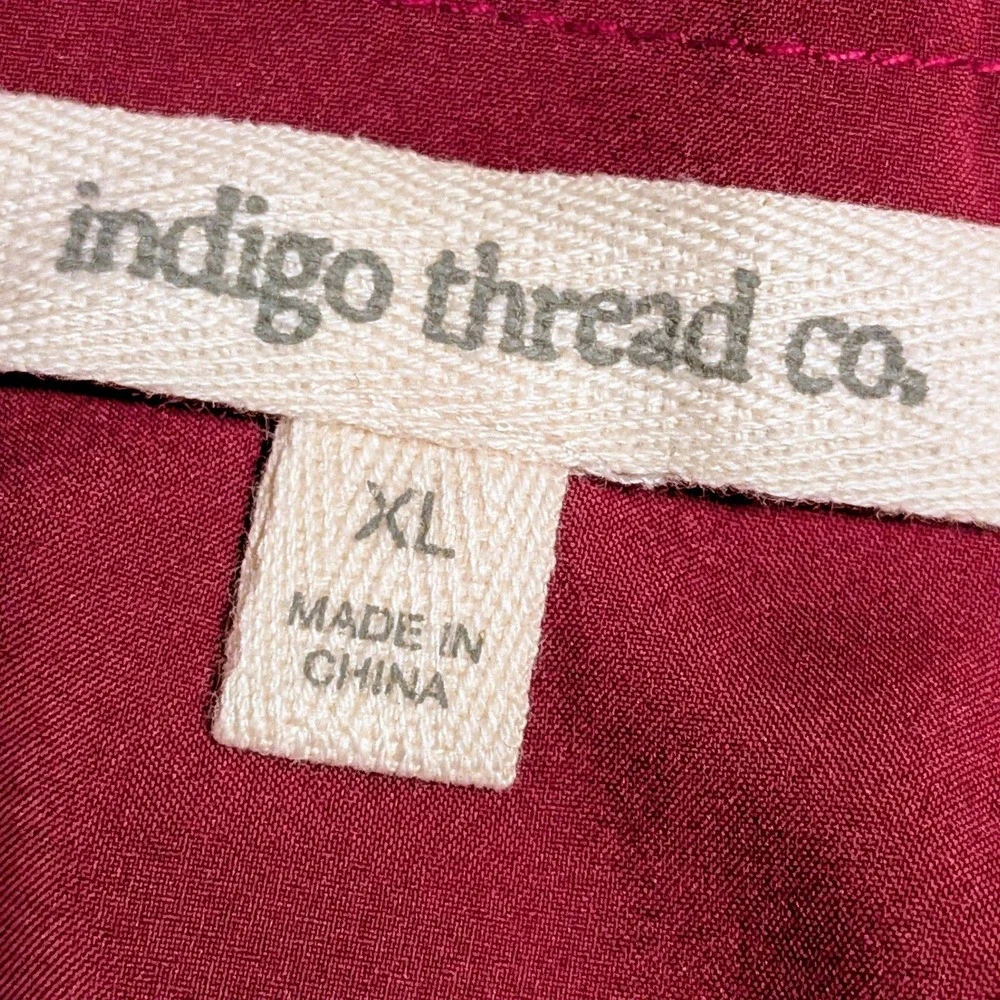 indigo thread co.
XL
MADE IN
CHINA